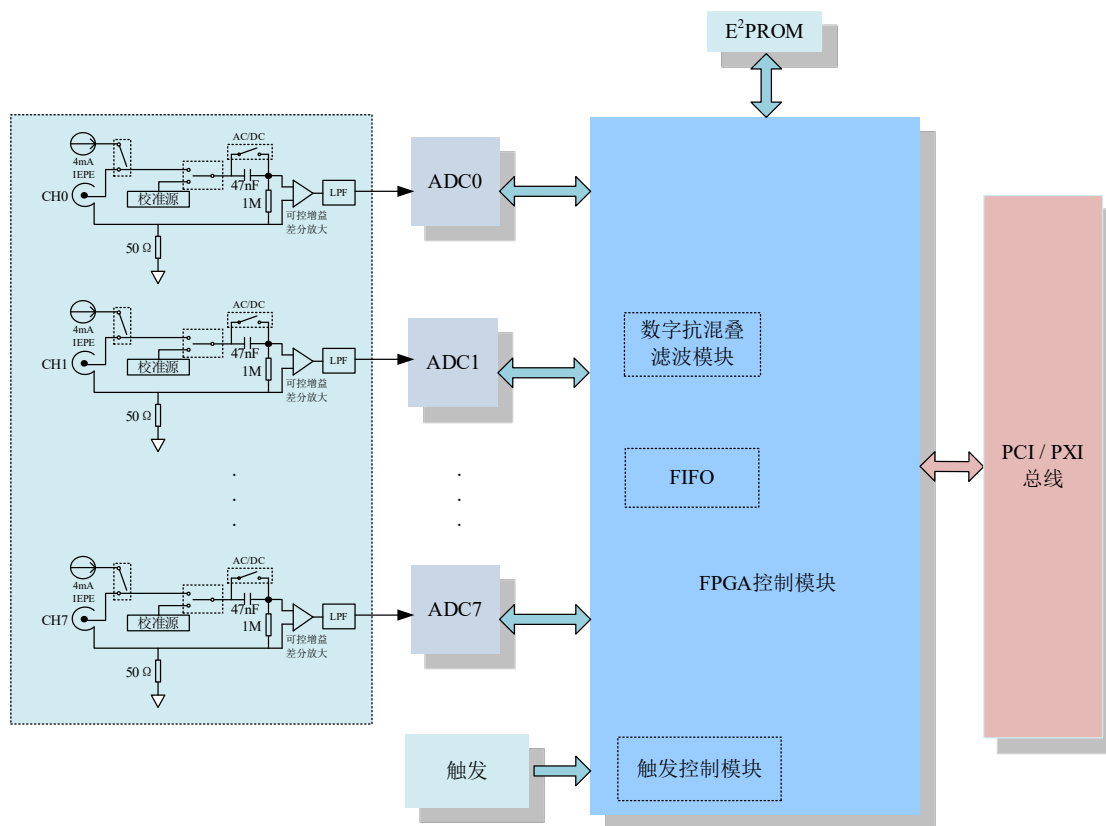 E²PROM
AC/DC
4mA
IEPE
CH0
校准源
47nF
1M
LPF
可控增益
差分放大
50 Ω
ADC0
AC/DC
4mA
IEPE
CH1
校准源
47nF
1M
LPF
可控增益
差分放大
50 Ω
ADC1
.
.
.
.
.
.
AC/DC
4mA
IEPE
CH7
校准源
47nF
1M
LPF
可控增益
差分放大
50 Ω
ADC7
触发
数字抗混叠
滤波模块
FIFO
FPGA控制模块
触发控制模块
PCI / PXI
总线